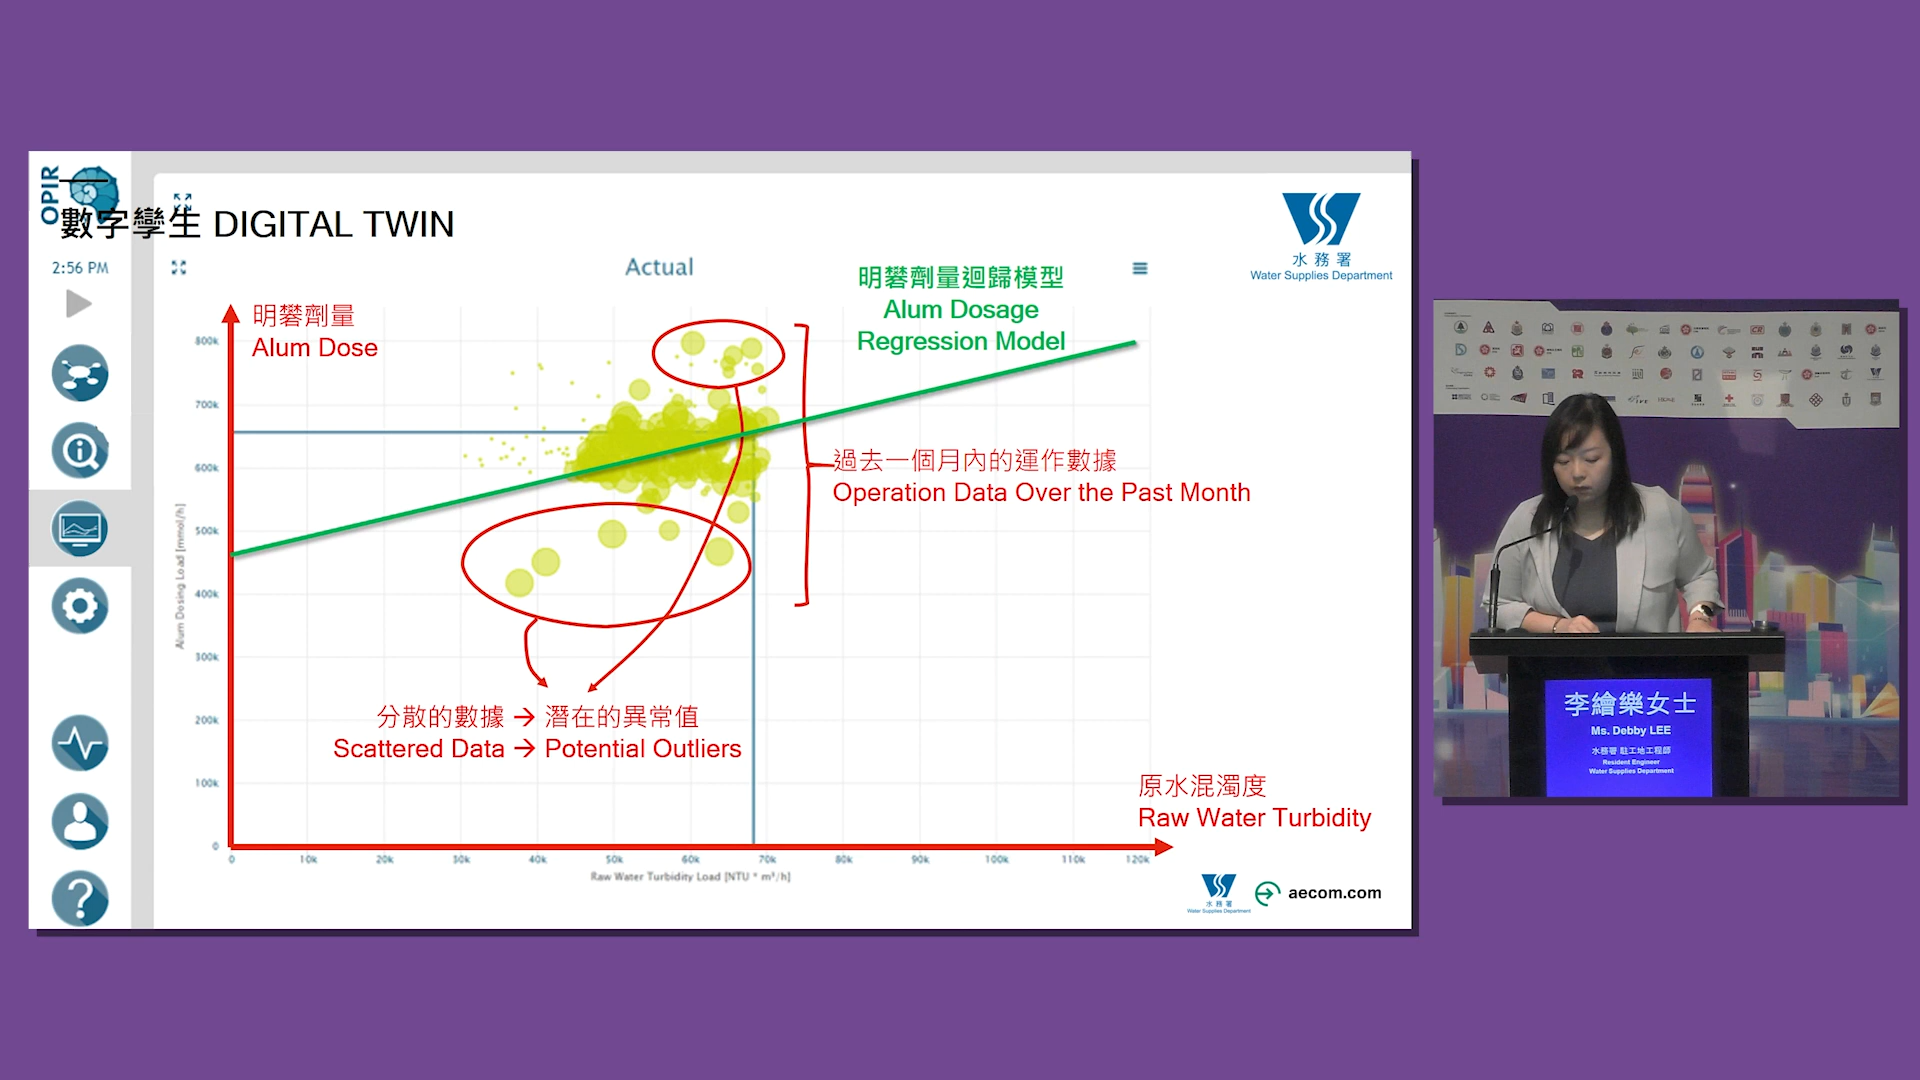 OPIR
數字孿生 DIGITAL TWIN
2:56 PM
Actual
水務署
Water Supplies Department
明礬劑量
Alum Dose
明礬劑量迴歸模型
Alum Dosage
Regression Model
過去一個月內的運作數據
Operation Data Over the Past Month
分散的數據 → 潛在的異常值
Scattered Data → Potential Outliers
原水混濁度
Raw Water Turbidity
Alum Dosing Load [mmol/h]
800k
700k
600k
500k
400k
300k
200k
100k
0
0 10k 20k 30k 40k 50k 60k 70k 80k 90k 100k 110k 120k
Raw Water Turbidity Load [NTU * m³/h]
水務署
Water Supplies Department
aecom.com
李繪樂女士
Ms. Debby LEE
水務署 駐工地工程師
Resident Engineer
Water Supplies Department